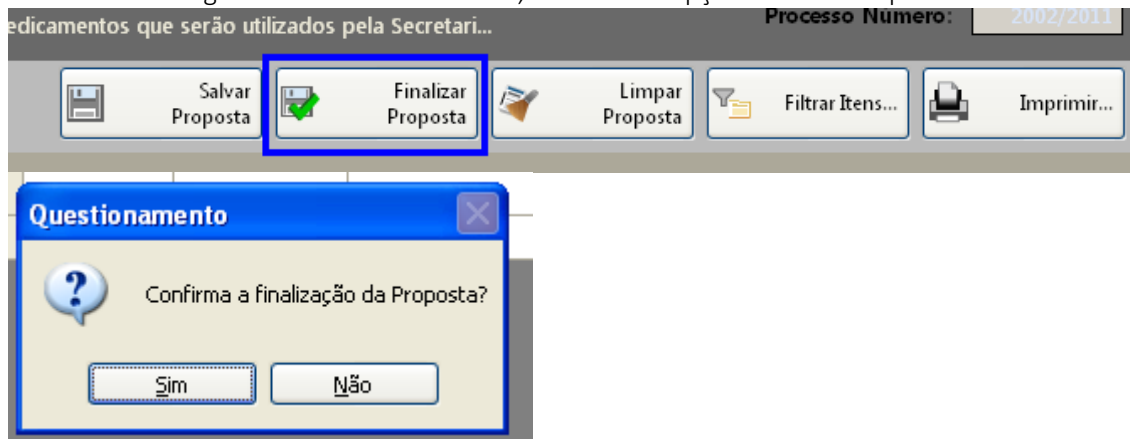 edicamentos que serão utilizados pela Secretari...
Processo Número: 2002/2011
Salvar
Proposta
Finalizar
Proposta
Limpar
Proposta
Filtrar Itens...
Imprimir...
Questionamento
Confirma a finalização da Proposta?
Sim
Não